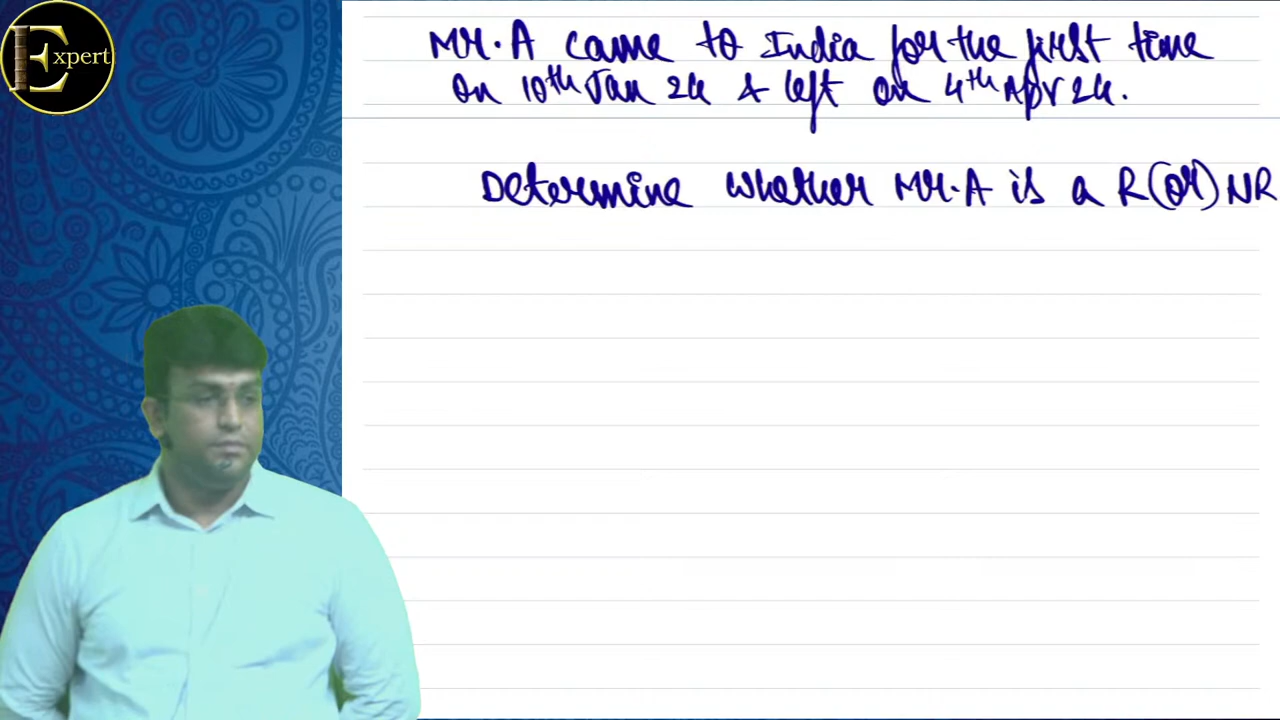 Expert
Mr. A came to India for the first time
on 10th Jan 24 & left on 4th Apr 24.
Determine whether Mr. A is a R (or) NR